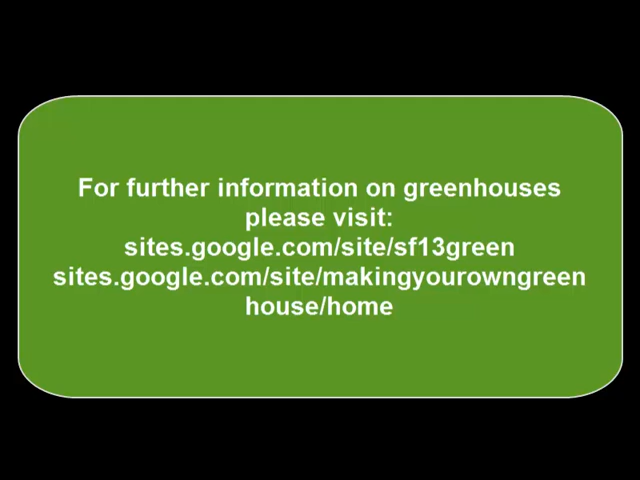 For further information on greenhouses
please visit:
sites.google.com/site/sf13green
sites.google.com/site/makingyourowngreen
house/home